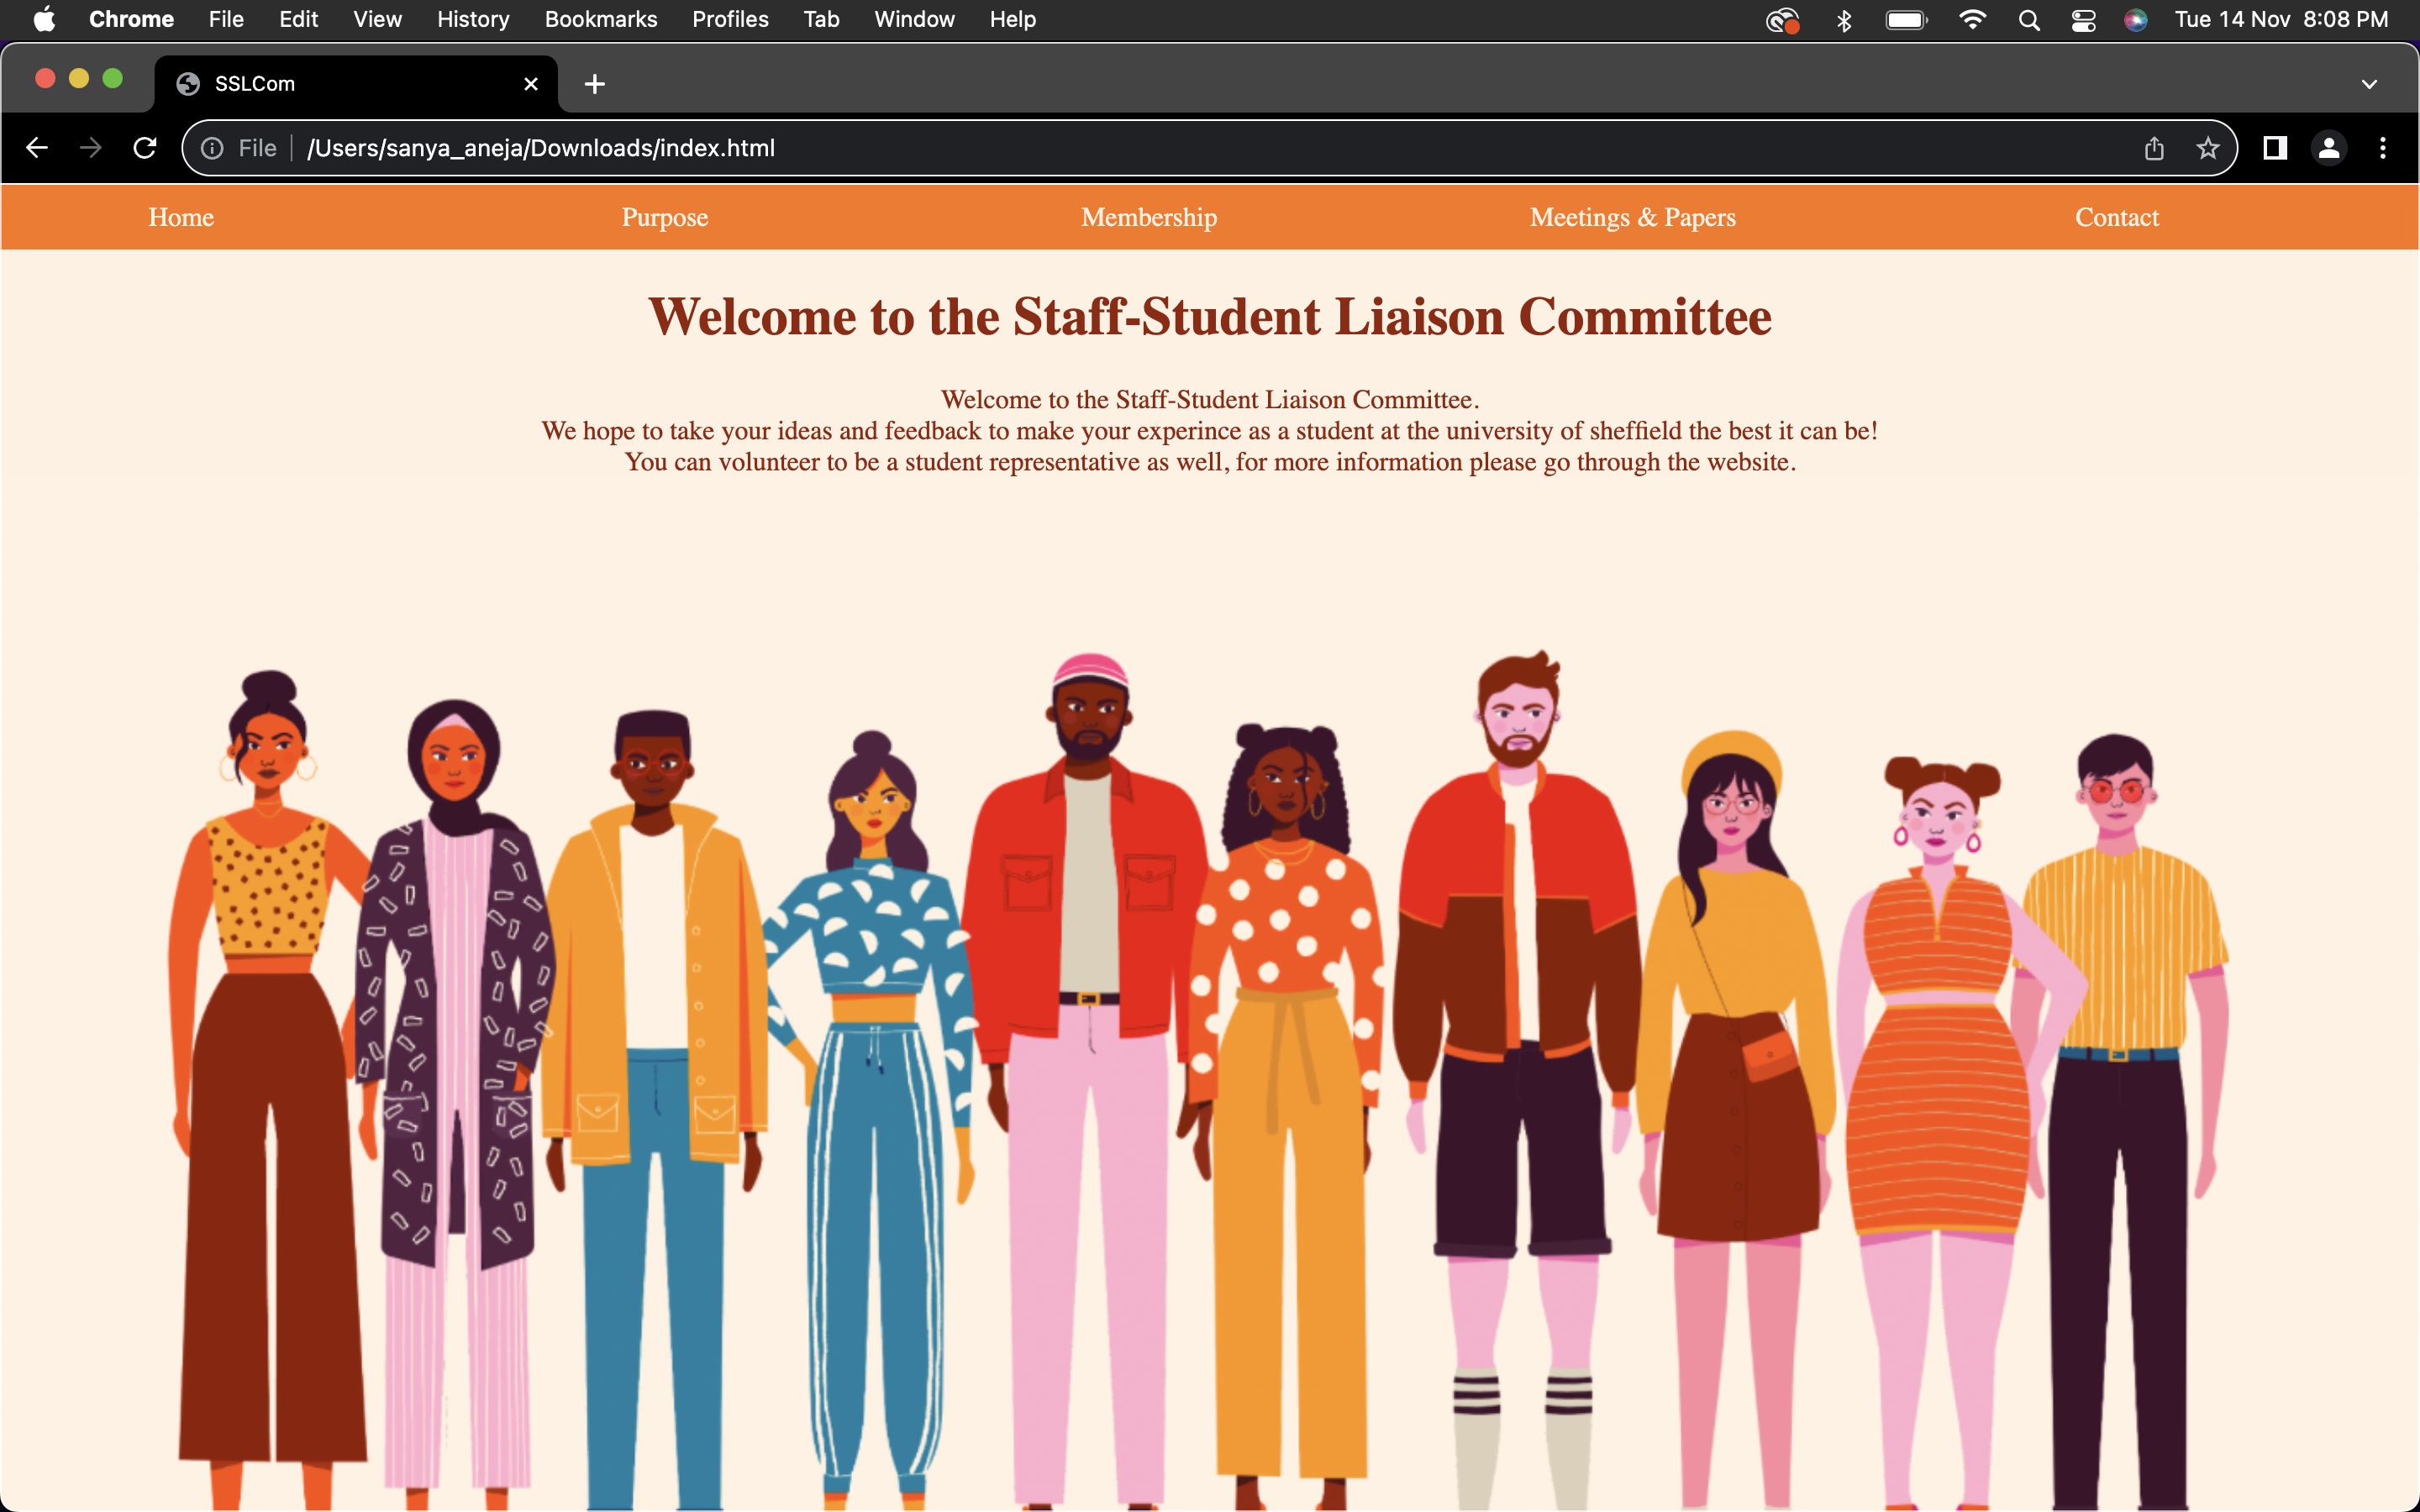 Chrome File Edit View History Bookmarks Profiles Tab Window Help Tue 14 Nov 8:08 PM
SSLCom
File /Users/sanya_aneja/Downloads/index.html
Home Purpose Membership Meetings & Papers Contact
Welcome to the Staff-Student Liaison Committee
Welcome to the Staff-Student Liaison Committee.
We hope to take your ideas and feedback to make your experince as a student at the university of sheffield the best it can be!
You can volunteer to be a student representative as well, for more information please go through the website.